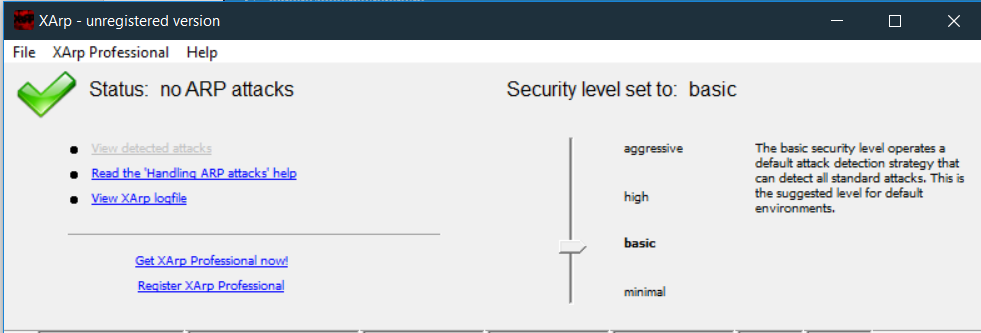 XArp - unregistered version
File XArp Professional Help
Status: no ARP attacks
View detected attacks
Read the 'Handling ARP attacks' help
View XArp logfile
Get XArp Professional now!
Register XArp Professional
Security level set to: basic
aggressive
high
basic
minimal
The basic security level operates a
default attack detection strategy that
can detect all standard attacks. This is
the suggested level for default
environments.